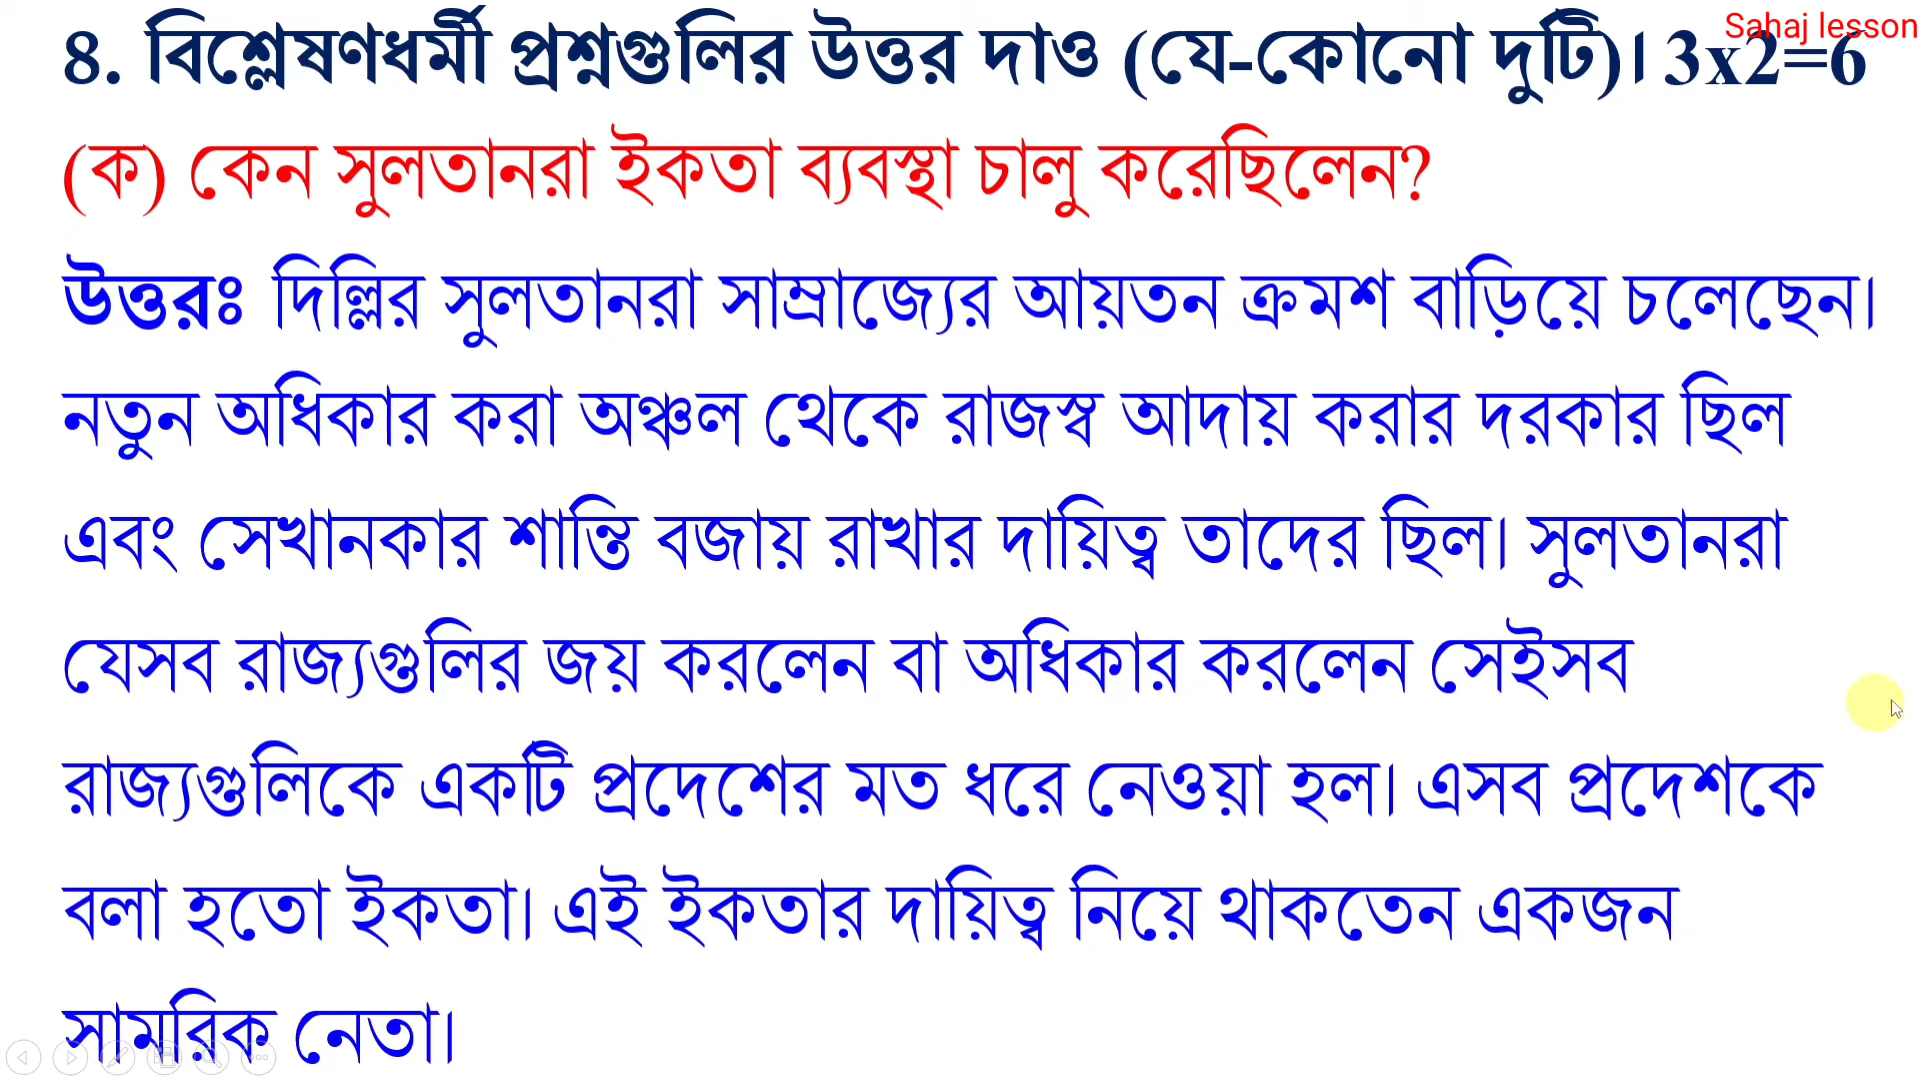 Sahaj lesson
8. বিশ্লেষণধর্মী প্রশ্নগুলির উত্তর দাও (যে-কোনো দুটি)। 3x2=6
(ক) কেন সুলতানরা ইকতা ব্যবস্থা চালু করেছিলেন?
উত্তরঃ দিল্লির সুলতানরা সাম্রাজ্যের আয়তন ক্রমশ বাড়িয়ে চলেছেন।
নতুন অধিকার করা অঞ্চল থেকে রাজস্ব আদায় করার দরকার ছিল
এবং সেখানকার শান্তি বজায় রাখার দায়িত্ব তাদের ছিল। সুলতানরা
যেসব রাজ্যগুলির জয় করলেন বা অধিকার করলেন সেইসব
রাজ্যগুলিকে একটি প্রদেশের মত ধরে নেওয়া হল। এসব প্রদেশকে
বলা হতো ইকতা। এই ইকতার দায়িত্ব নিয়ে থাকতেন একজন
সামরিক নেতা।